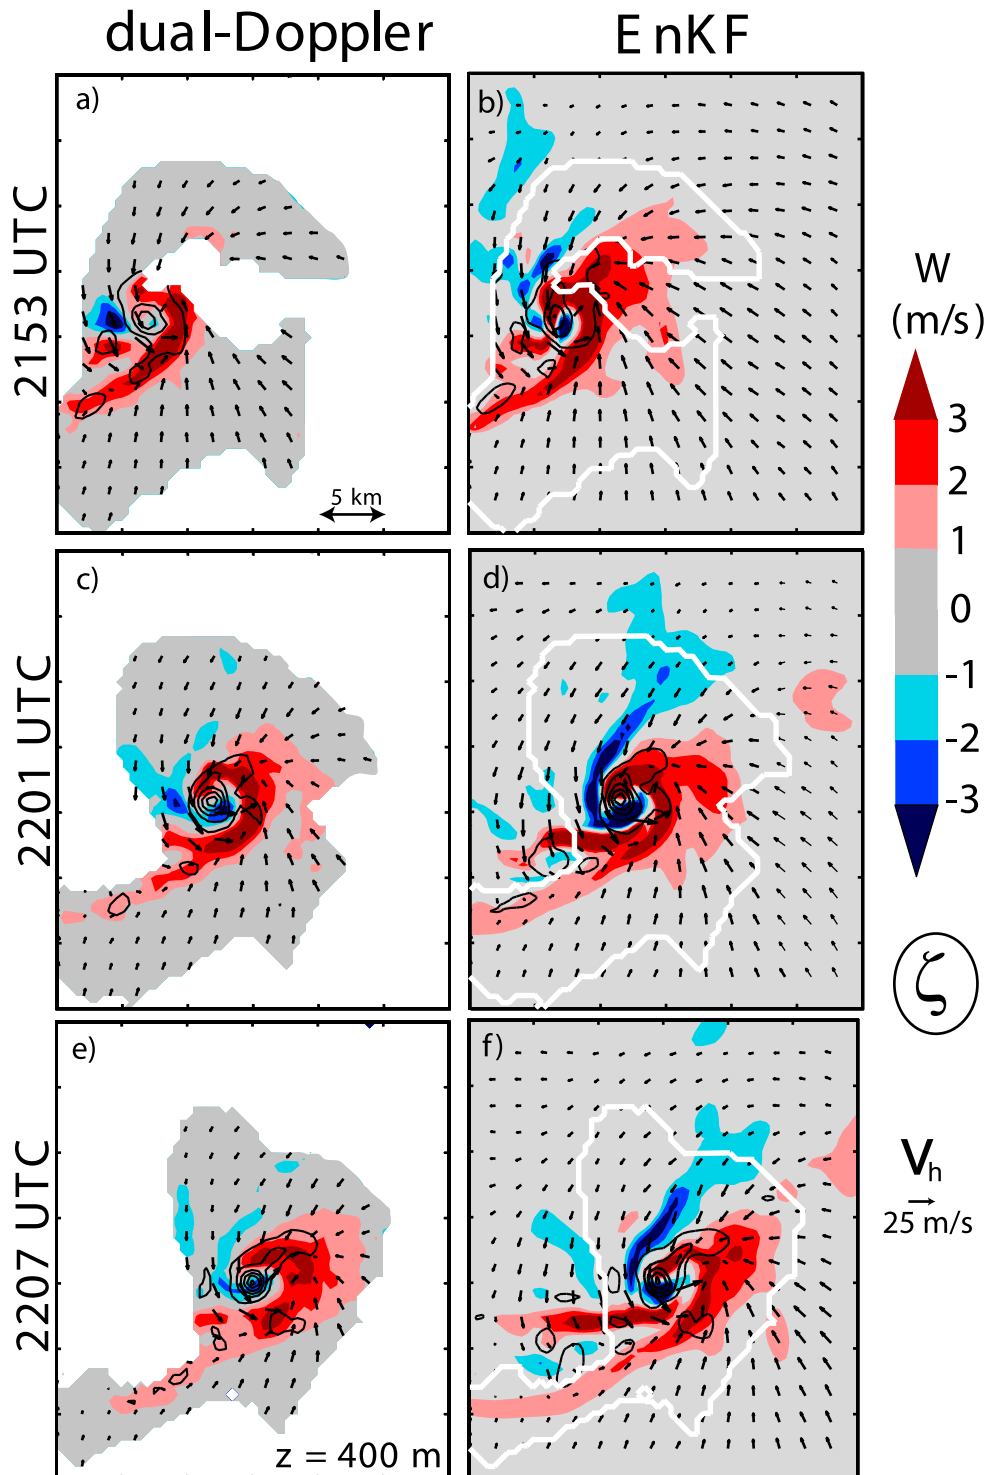 dual-Doppler
EnKF
2153 UTC
a)
b)
5 km
2201 UTC
c)
d)
2207 UTC
e)
f)
z = 400 m
W
(m/s)
3
2
1
0
-1
-2
-3
ζ
Vh
25 m/s